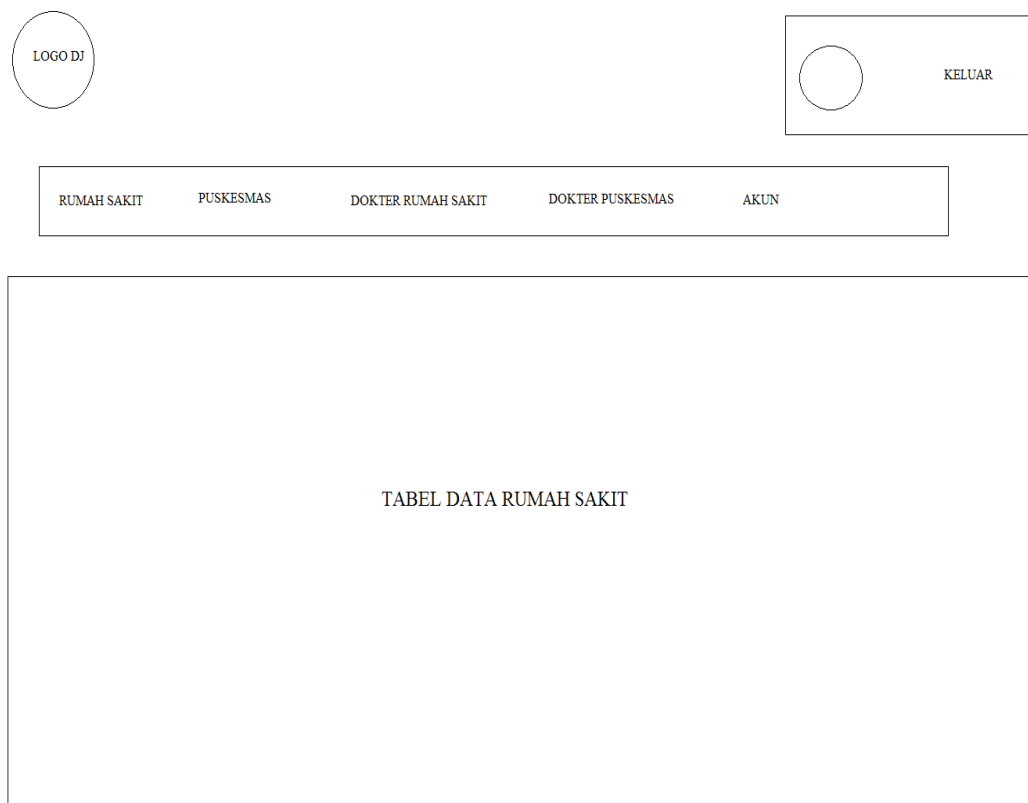 LOGO DJ
KELUAR
RUMAH SAKIT
PUSKESMAS
DOKTER RUMAH SAKIT
DOKTER PUSKESMAS
AKUN
TABEL DATA RUMAH SAKIT